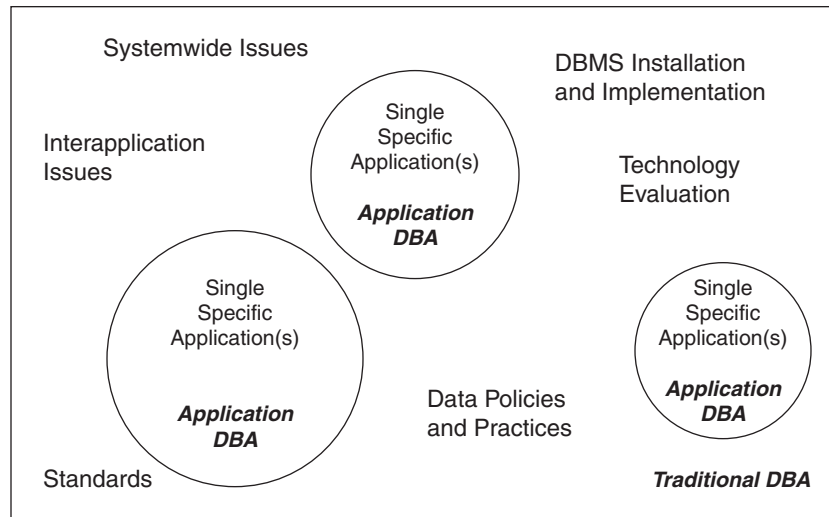 Systemwide Issues
DBMS Installation
and Implementation
Interapplication
Issues
Single
Specific
Application(s)
Application
DBA
Technology
Evaluation
Single
Specific
Application(s)
Application
DBA
Single
Specific
Application(s)
Application
DBA
Data Policies
and Practices
Standards
Traditional DBA